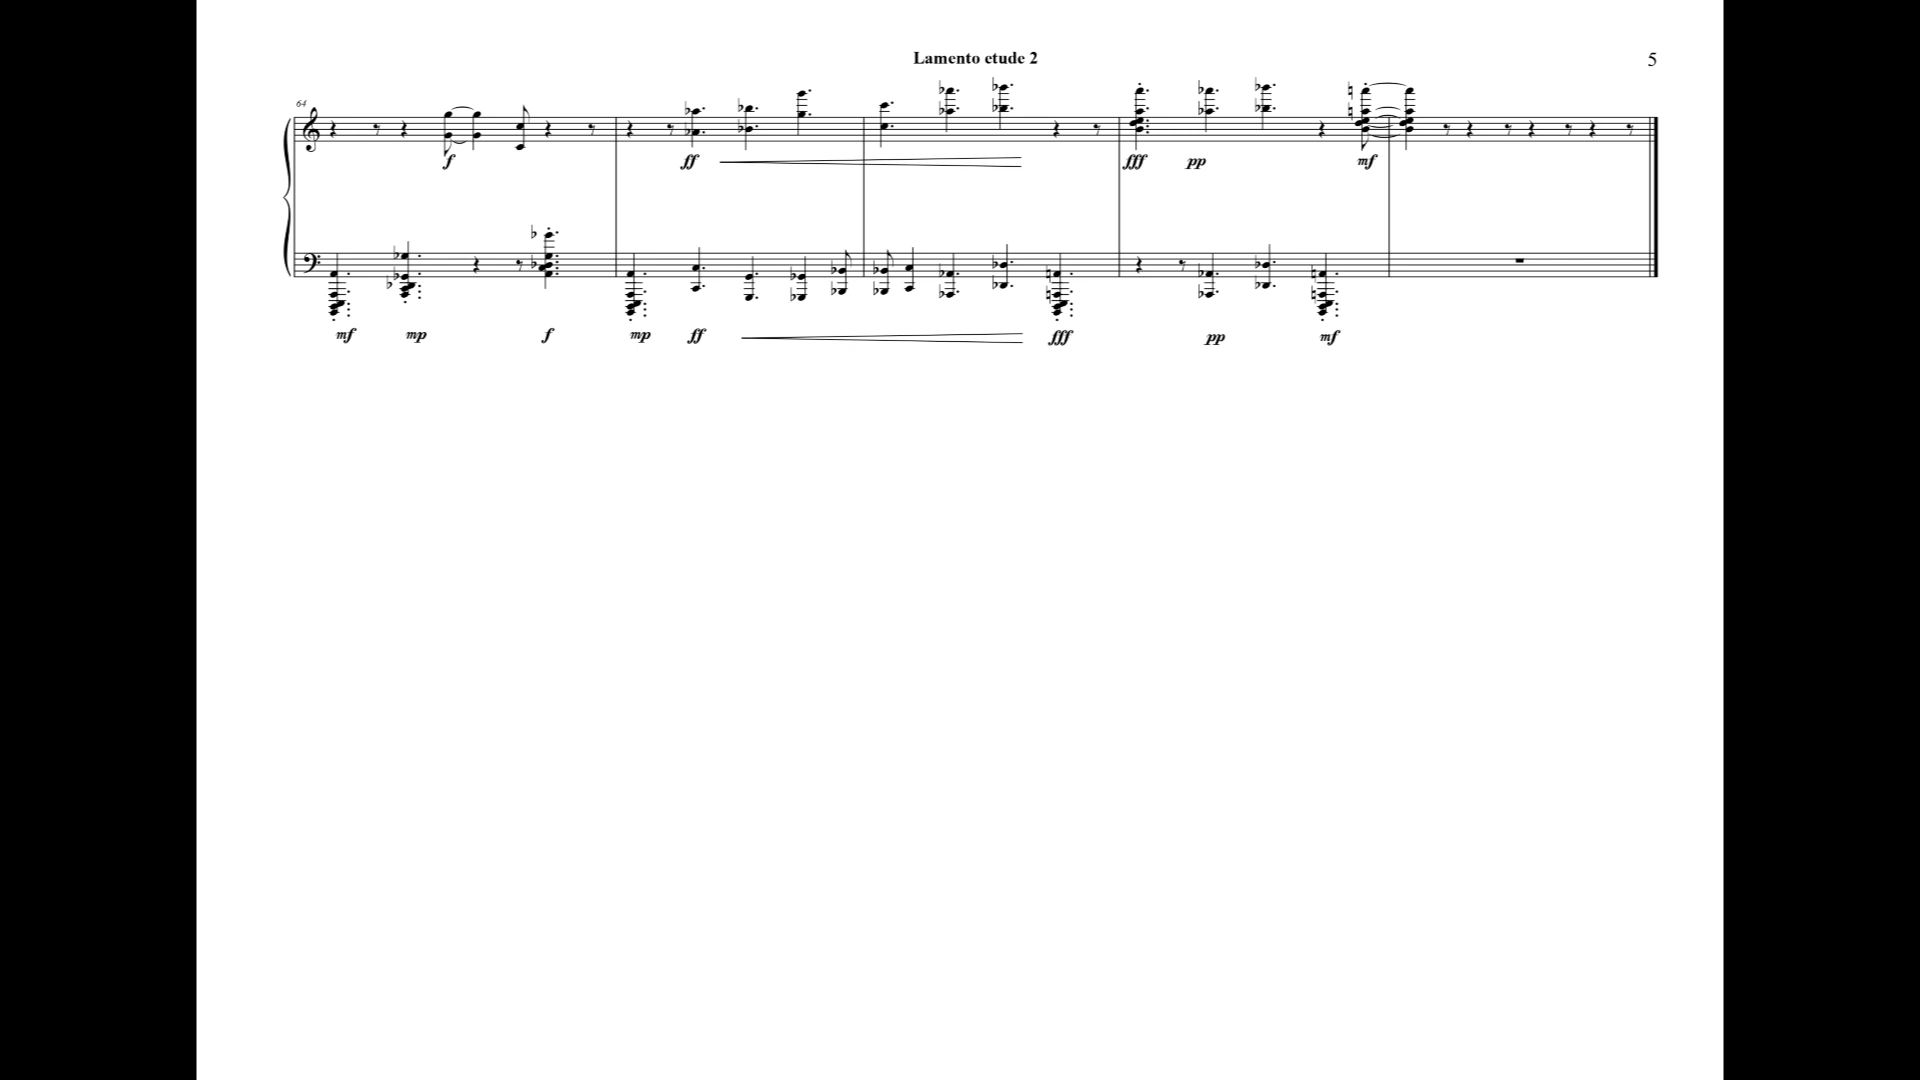 Lamento etude 2
5
64
f ff fff pp mf
mf mp f mp ff fff pp mf